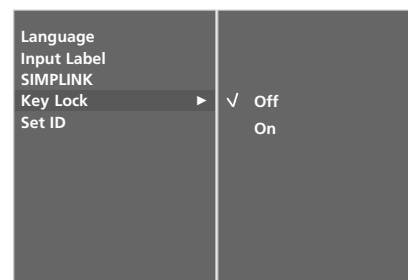 Language
Input Label
SIMPLINK
Key Lock ►
Set ID
√ Off
On